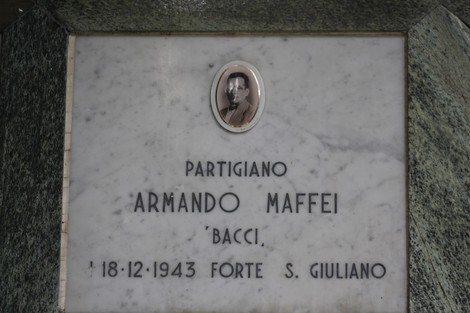 PARTIGIANO
ARMANDO MAFFEI
'BACCI,
†18·12·1943 FORTE S. GIULIANO